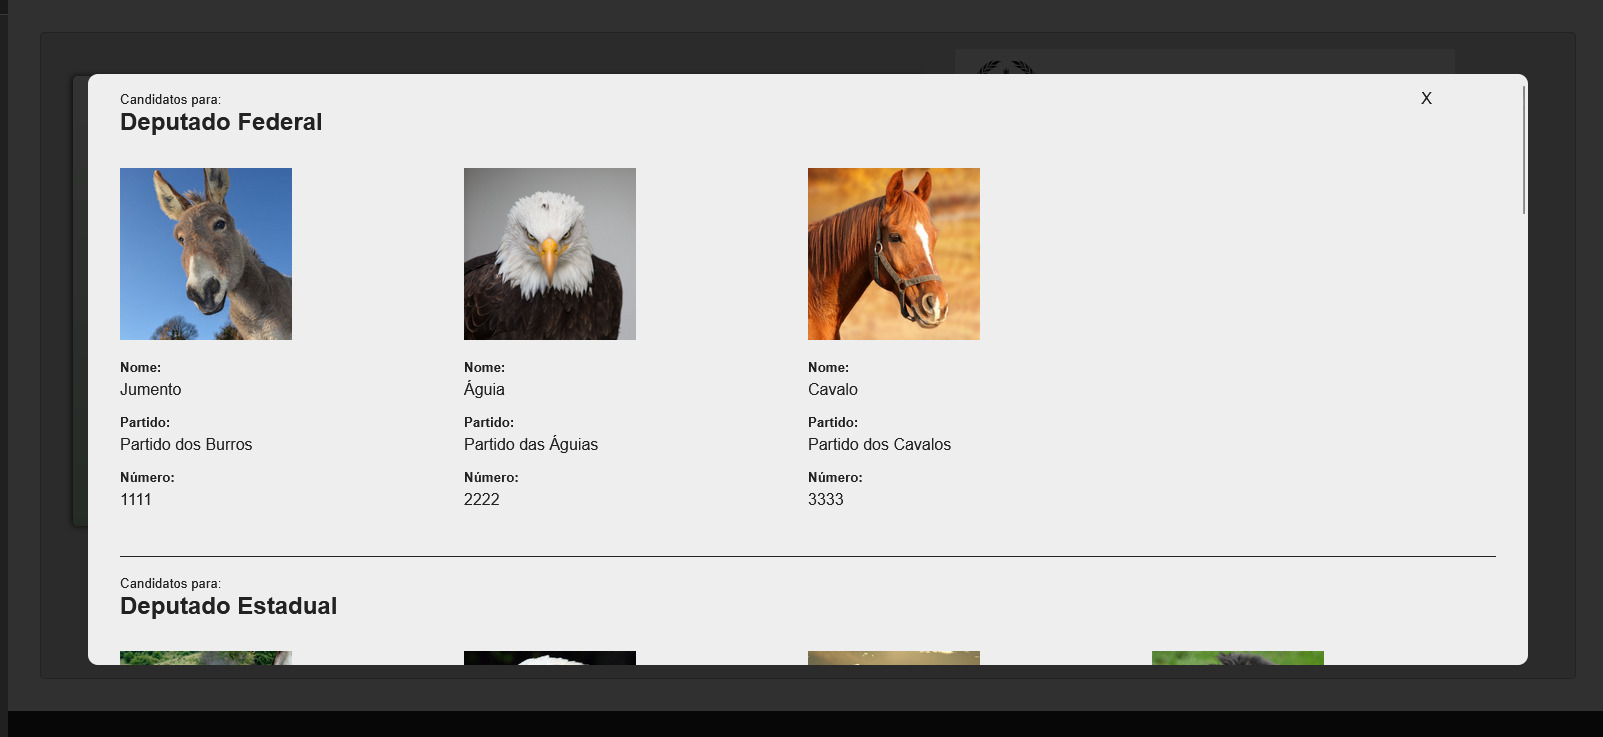 Candidatos para:
X
Deputado Federal
Nome:
Jumento
Partido:
Partido dos Burros
Número:
1111
Nome:
Águia
Partido:
Partido das Águias
Número:
2222
Nome:
Cavalo
Partido:
Partido dos Cavalos
Número:
3333
Candidatos para:
Deputado Estadual